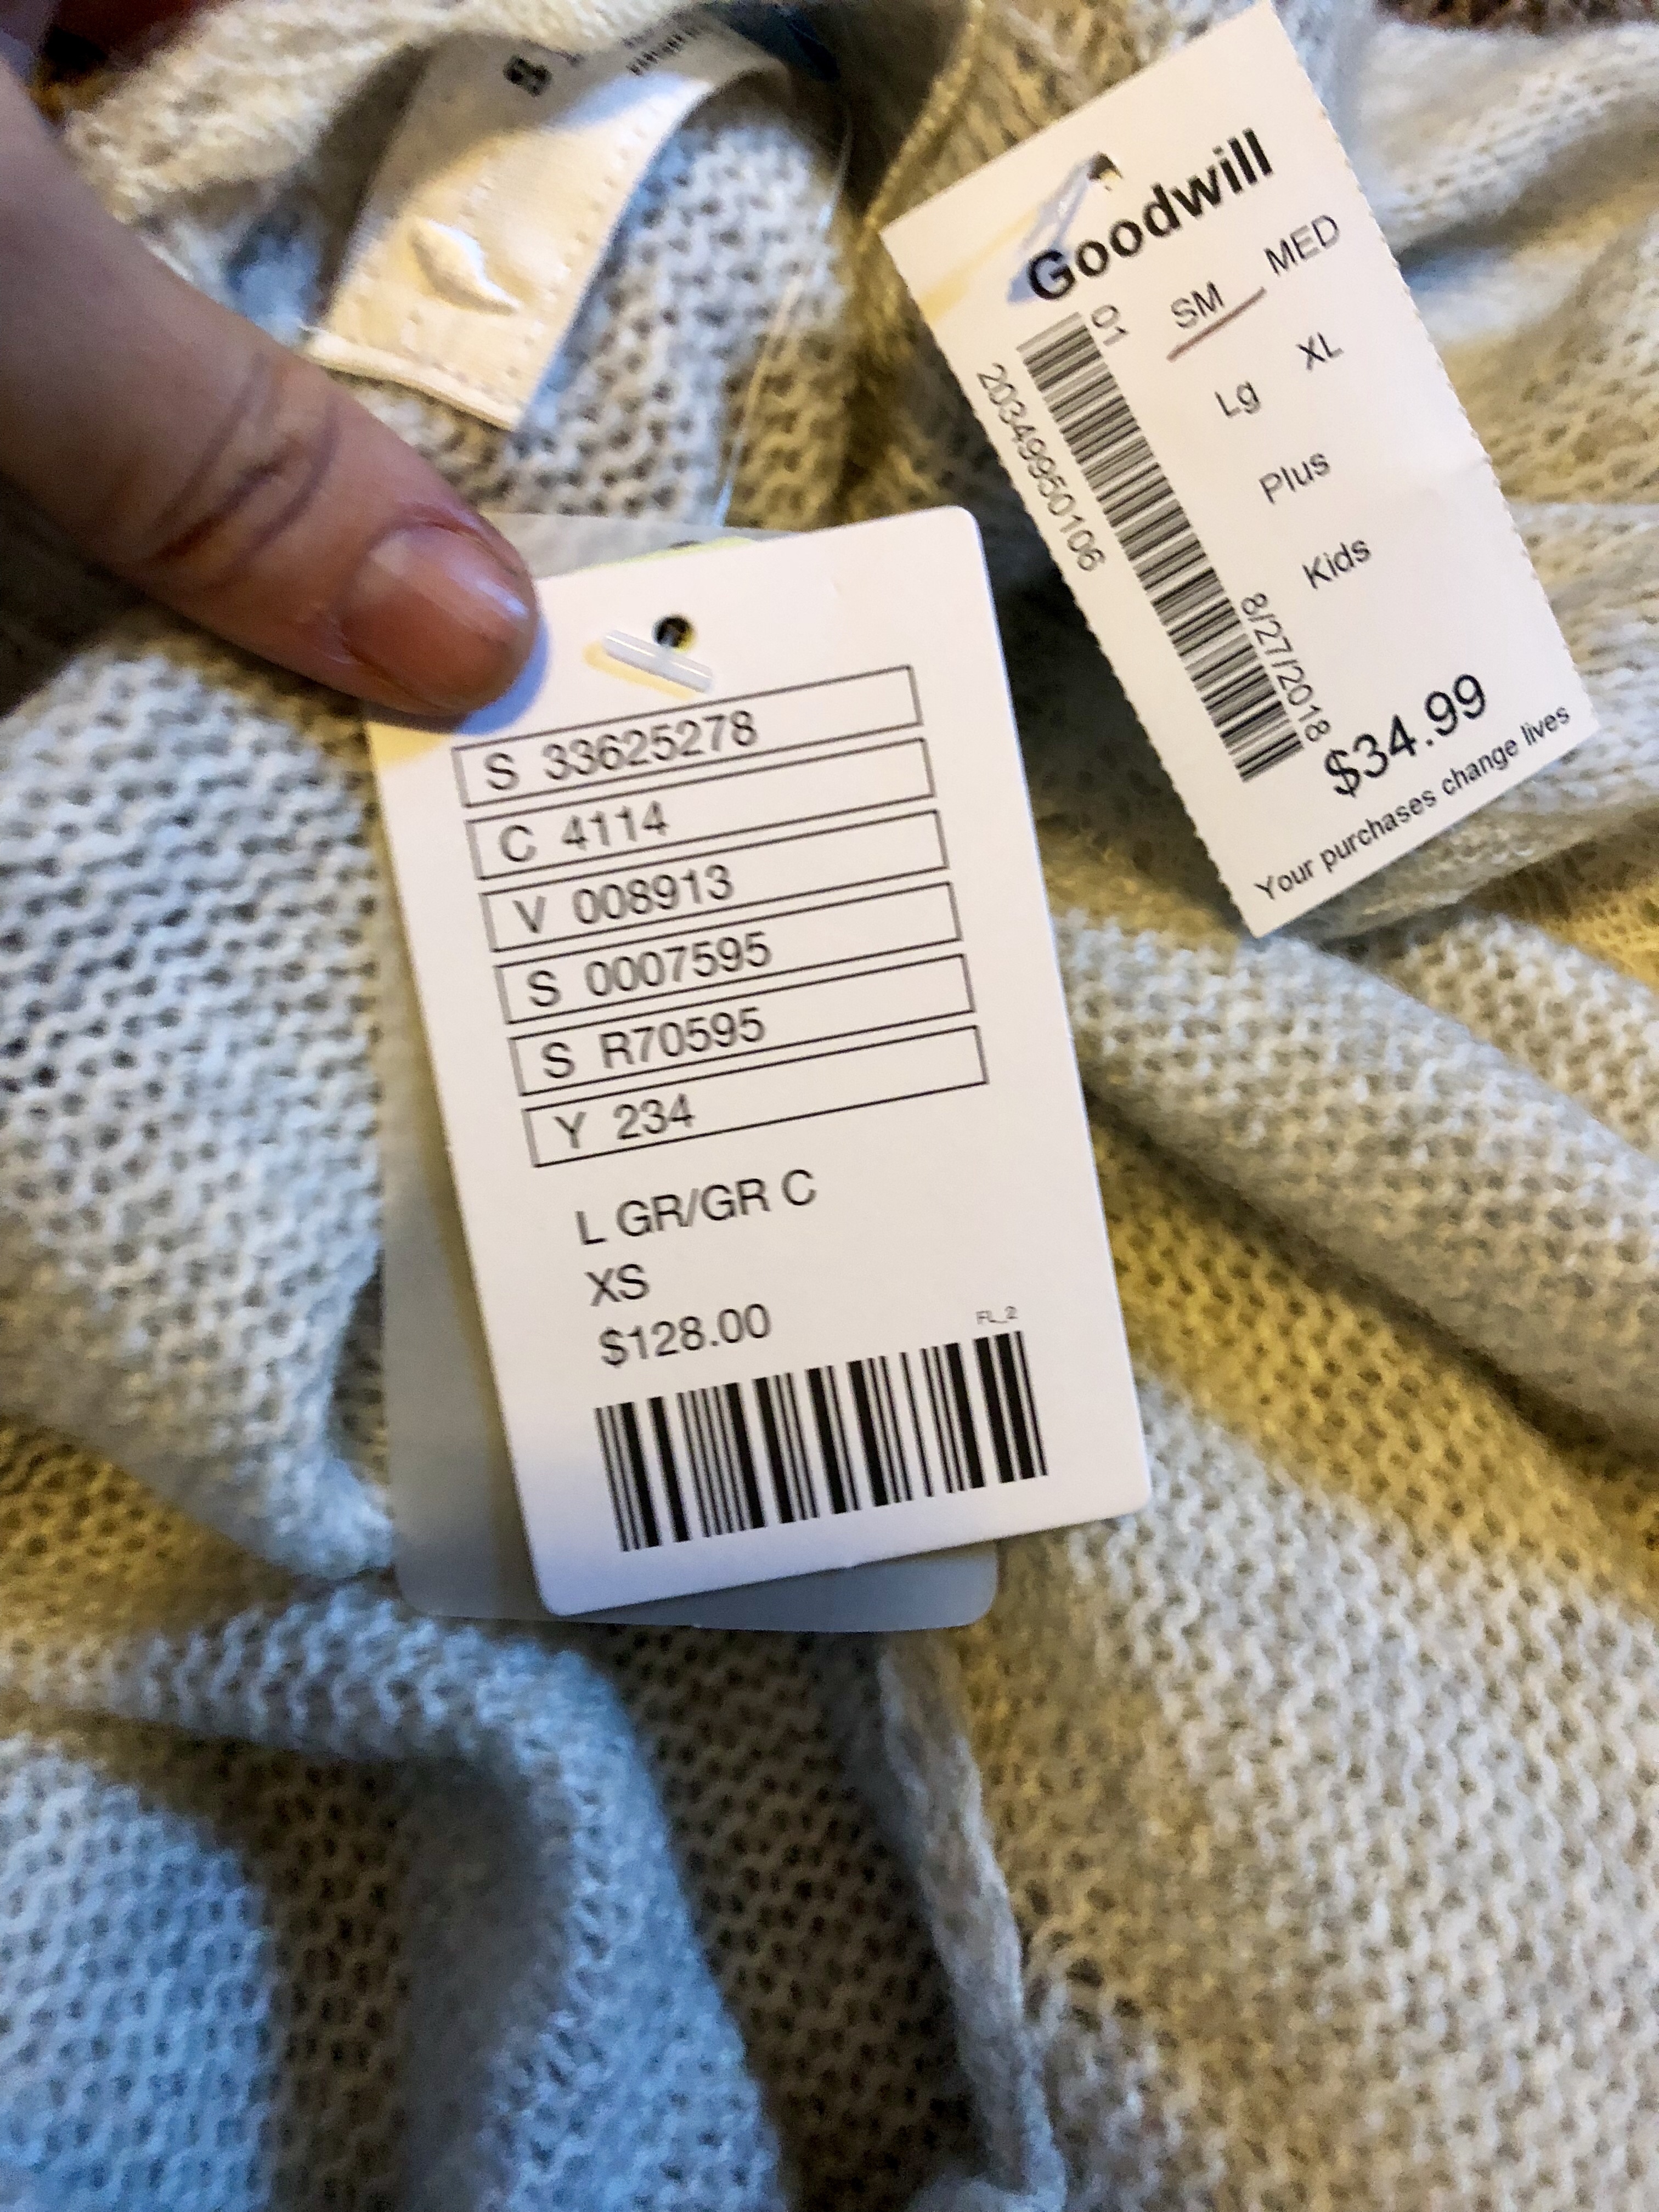 Goodwill
SM MED
Lg XL
Plus
Kids
01
203499950106
8/27/2018
$34.99
Your purchases change lives
S 33625278
C 4114
V 008913
S 0007595
S R70595
Y 234
L GR/GR C
XS
$128.00
FL_2